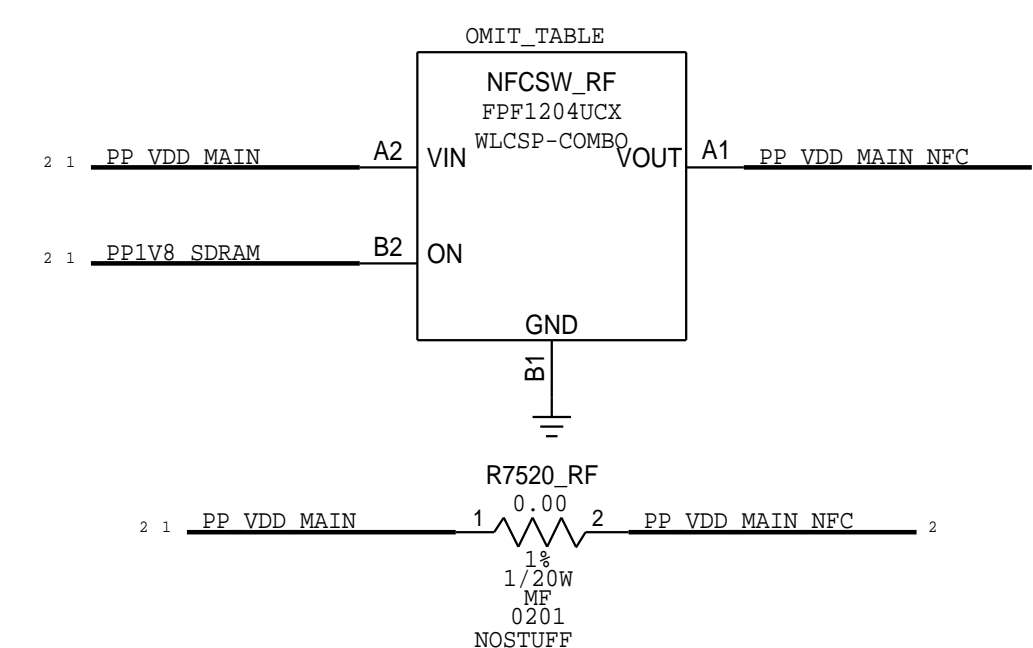 OMIT_TABLE
NFCSW_RF
FPF1204UCX
WLCSP-COMBO
2 1 PP_VDD_MAIN A2 VIN VOUT A1 PP_VDD_MAIN_NFC
2 1 PP1V8_SDRAM B2 ON
GND
B1
R7520_RF
0.00
2 1 PP_VDD_MAIN 1 2 PP_VDD_MAIN_NFC 2
1%
1/20W
MF
0201
NOSTUFF